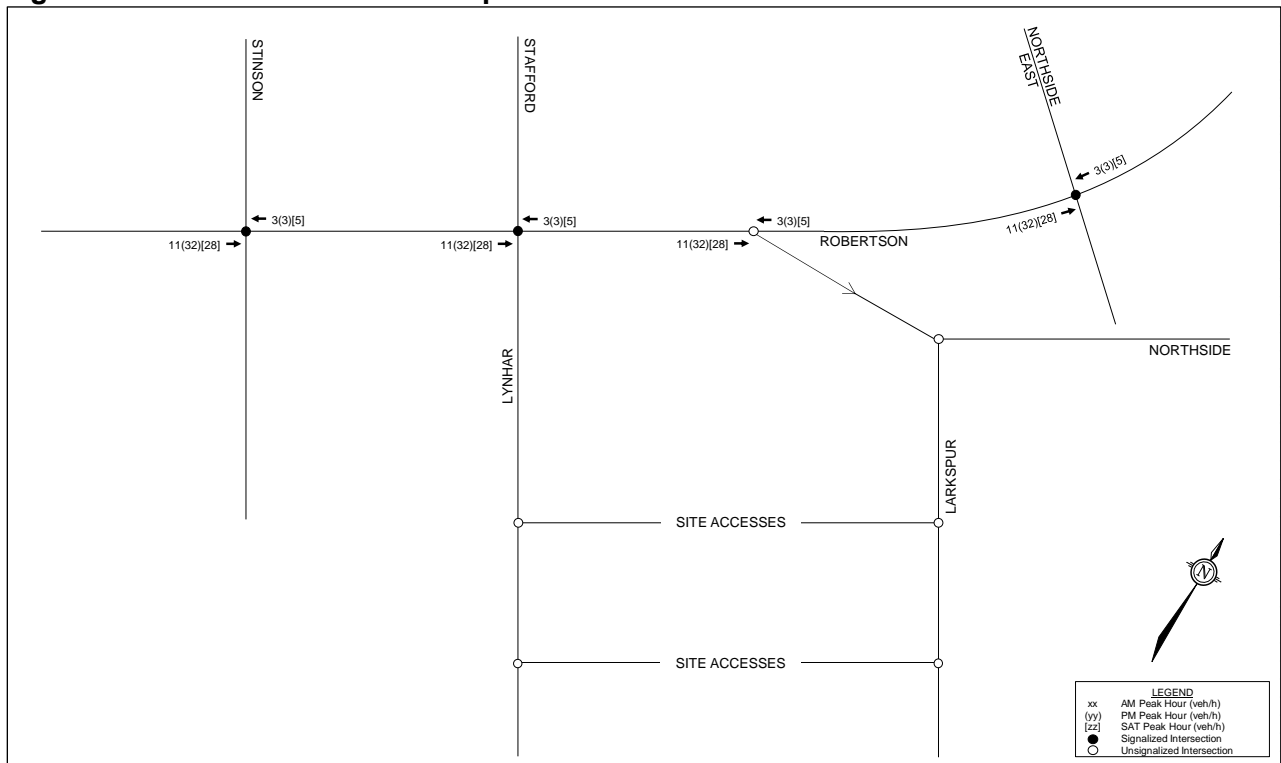 STINSON
STAFFORD
NORTHSIDE
EAST
3(3)[5]
11(32)[28]
3(3)[5]
11(32)[28]
3(3)[5]
11(32)[28]
3(3)[5]
11(32)[28]
ROBERTSON
NORTHSIDE
LYNHAR
LARKSPUR
SITE ACCESSES
SITE ACCESSES
N
LEGEND
xx AM Peak Hour (veh/h)
(yy) PM Peak Hour (veh/h)
[zz] SAT Peak Hour (veh/h)
Signalized Intersection
Unsignalized Intersection